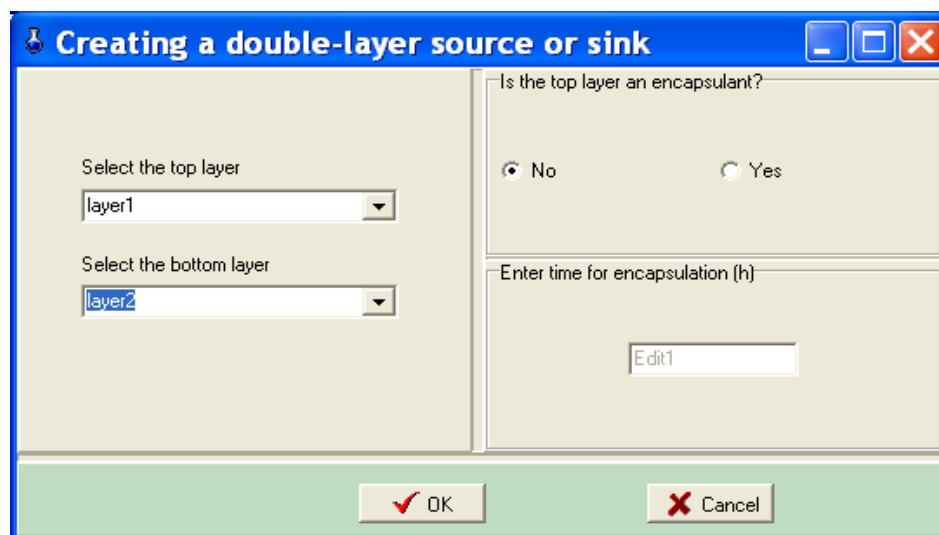 Creating a double-layer source or sink
Select the top layer
layer1
Select the bottom layer
layer2
Is the top layer an encapsulant?
No Yes
Enter time for encapsulation (h)
Edit1
OK Cancel